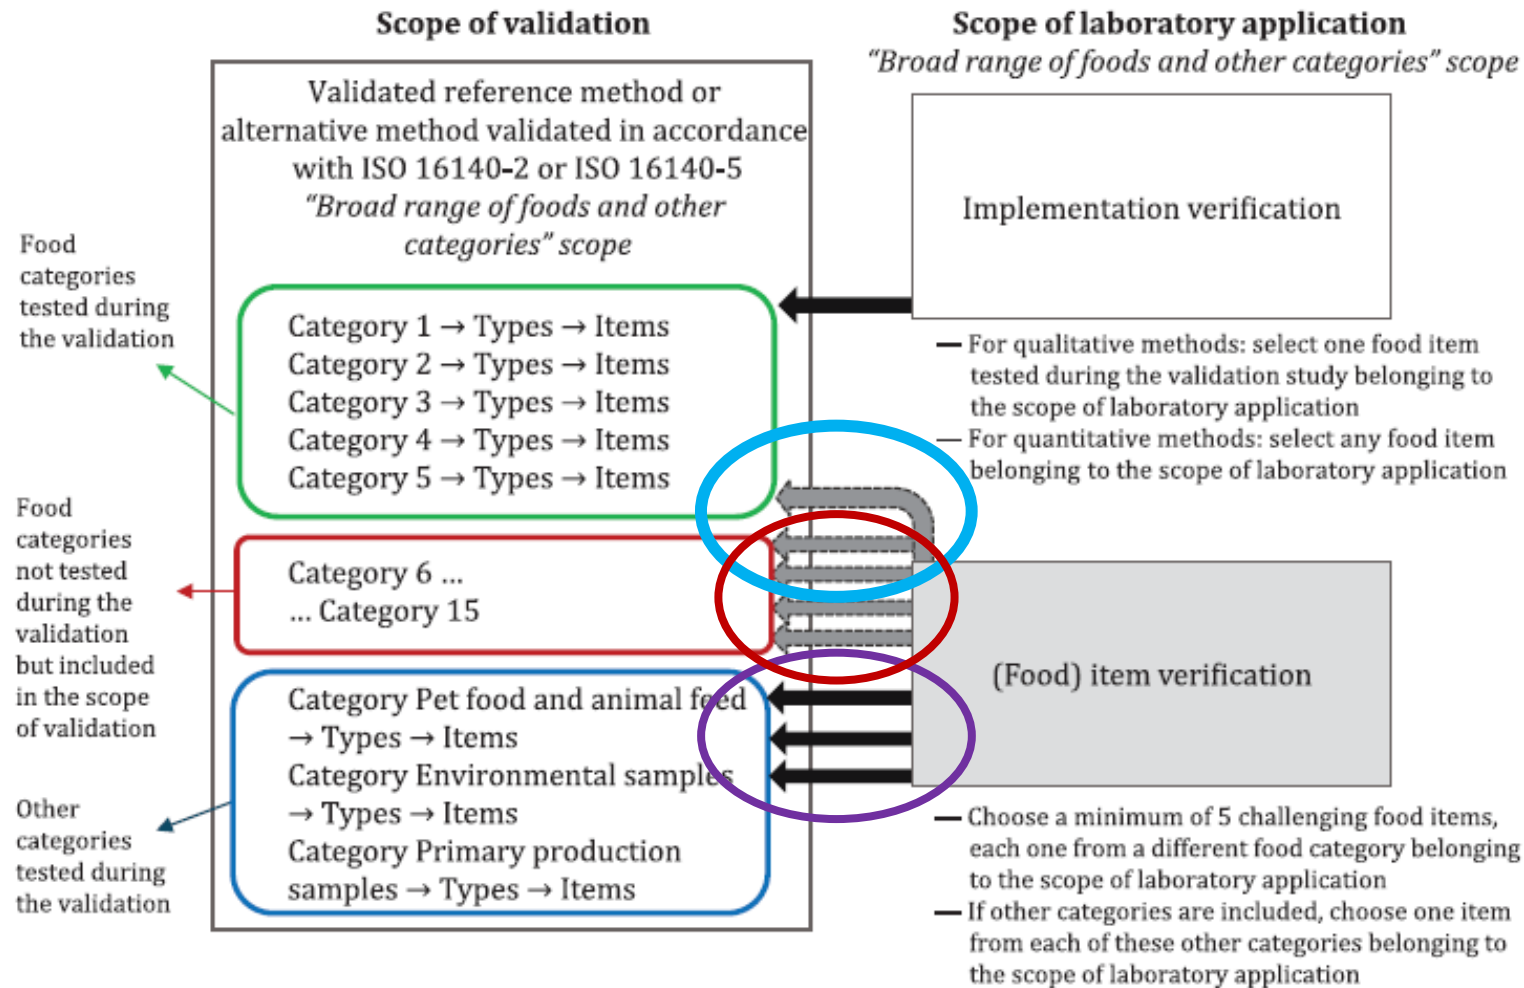 Scope of validation
Scope of laboratory application
“Broad range of foods and other categories” scope
Validated reference method or
alternative method validated in accordance
with ISO 16140-2 or ISO 16140-5
“Broad range of foods and other
categories” scope
Implementation verification
Food
categories
tested during
the validation
Category 1 → Types → Items
Category 2 → Types → Items
Category 3 → Types → Items
Category 4 → Types → Items
Category 5 → Types → Items
— For qualitative methods: select one food item
tested during the validation study belonging to
the scope of laboratory application
— For quantitative methods: select any food item
belonging to the scope of laboratory application
Food
categories
not tested
during the
validation
but included
in the scope
of validation
Category 6 ...
... Category 15
(Food) item verification
Category Pet food and animal feed
→ Types → Items
Category Environmental samples
→ Types → Items
Category Primary production
samples → Types → Items
Other
categories
tested during
the validation
— Choose a minimum of 5 challenging food items,
each one from a different food category belonging
to the scope of laboratory application
— If other categories are included, choose one item
from each of these other categories belonging to
the scope of laboratory application